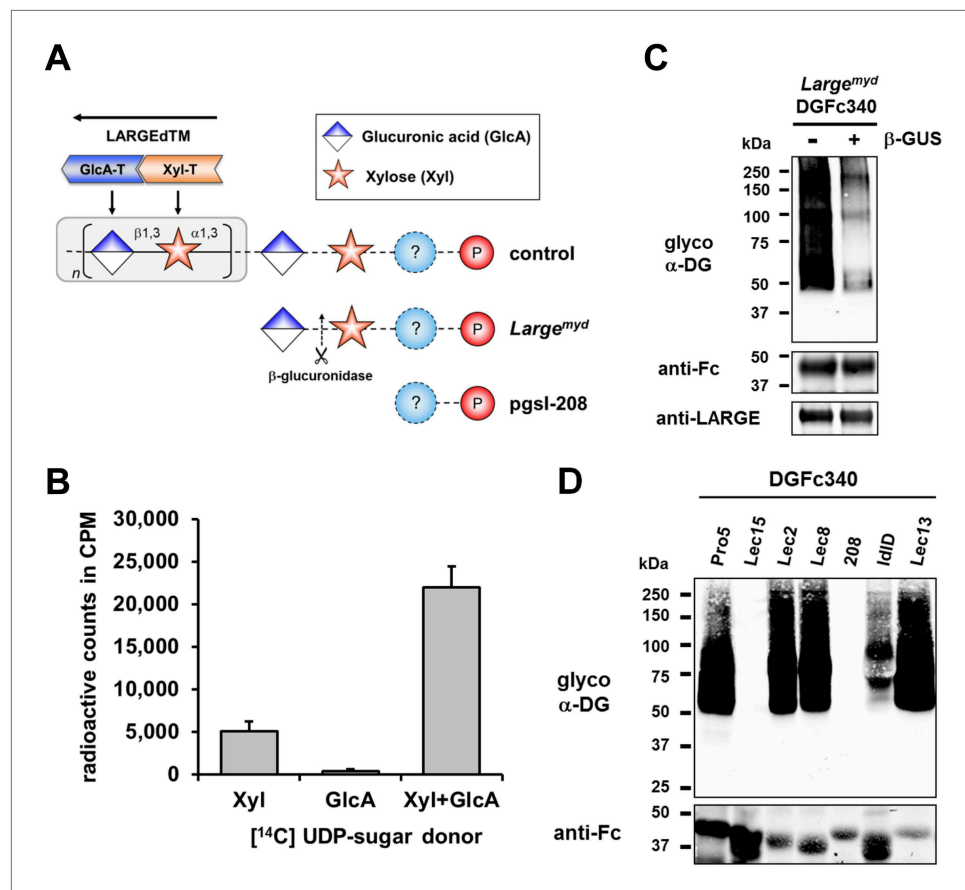 A
LARGEdTM
GlcA-T
Xyl-T
Glucuronic acid (GlcA)
Xylose (Xyl)
n
β1,3
α1,3
?
P
control
?
P
Large^myd
β-glucuronidase
?
P
pgsI-208
B
radioactive counts in CPM
30,000
25,000
20,000
15,000
10,000
5,000
0
Xyl GlcA Xyl+GlcA
[¹⁴C] UDP-sugar donor
C
Large^myd
DGFc340
kDa - + β-GUS
250
150
100
75
50
37
glyco
α-DG
50
37
anti-Fc
anti-LARGE
D
DGFc340
Pro5 Lec15 Lec2 Lec8 208 ldlD Lec13
kDa
250
150
100
75
50
37
25
glyco
α-DG
50
37
anti-Fc